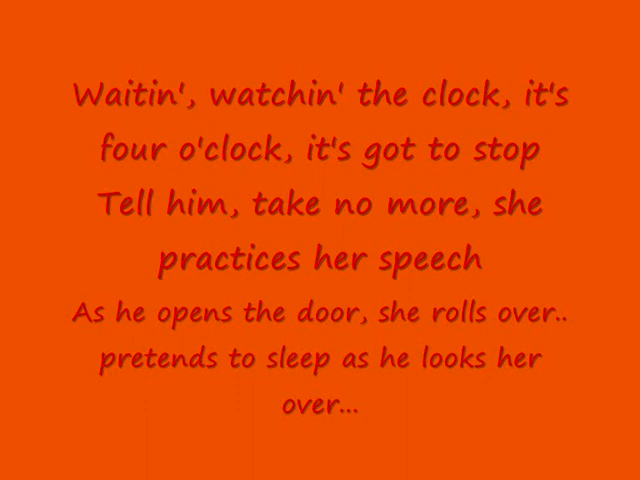 Waitin', watchin' the clock, it's
four o'clock, it's got to stop
Tell him, take no more, she
practices her speech
As he opens the door, she rolls over..
pretends to sleep as he looks her
over...